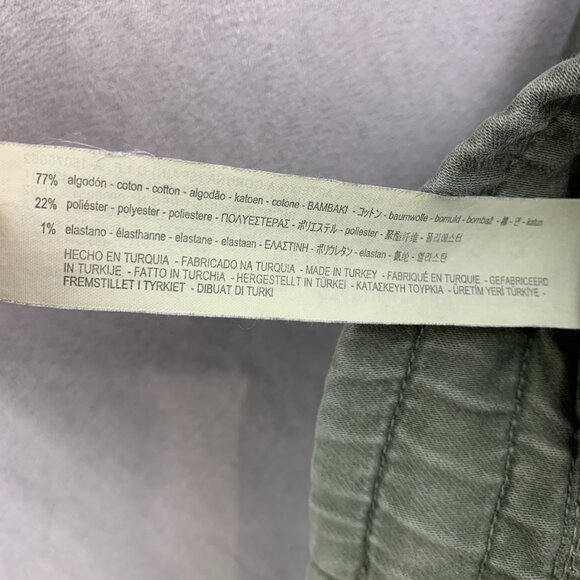 77% algodón - coton - cotton - algodão - katoen - cotone - BAMBAKI - コットン - baumwolle - bomuld - bombaž - 棉 - 면 - katun
22% poliéster - polyester - poliestere - ΠΟΛΥΕΣΤΕΡΑΣ - ポリエステル - poliester - 聚酯纤维 - 폴리에스터
1% elastano - élasthanne - elastane - elastaan - ΕΛΑΣΤΙΝΗ - ポリウレタン - elastan - 氨纶 - 엘라스탄
HECHO EN TURQUIA - FABRICADO NA TURQUIA - MADE IN TURKEY - FABRIQUÉ EN TURQUIE - GEFABRICEERD
IN TURKIJE - FATTO IN TURCHIA - HERGESTELLT IN TÜRKEI - ΚΑΤΑΣΚΕΥΗ ΤΟΥΡΚΙΑ - ÜRETİM YERİ TÜRKİYE -
FREMSTILLET I TYRKIET - DIBUAT DI TURKI